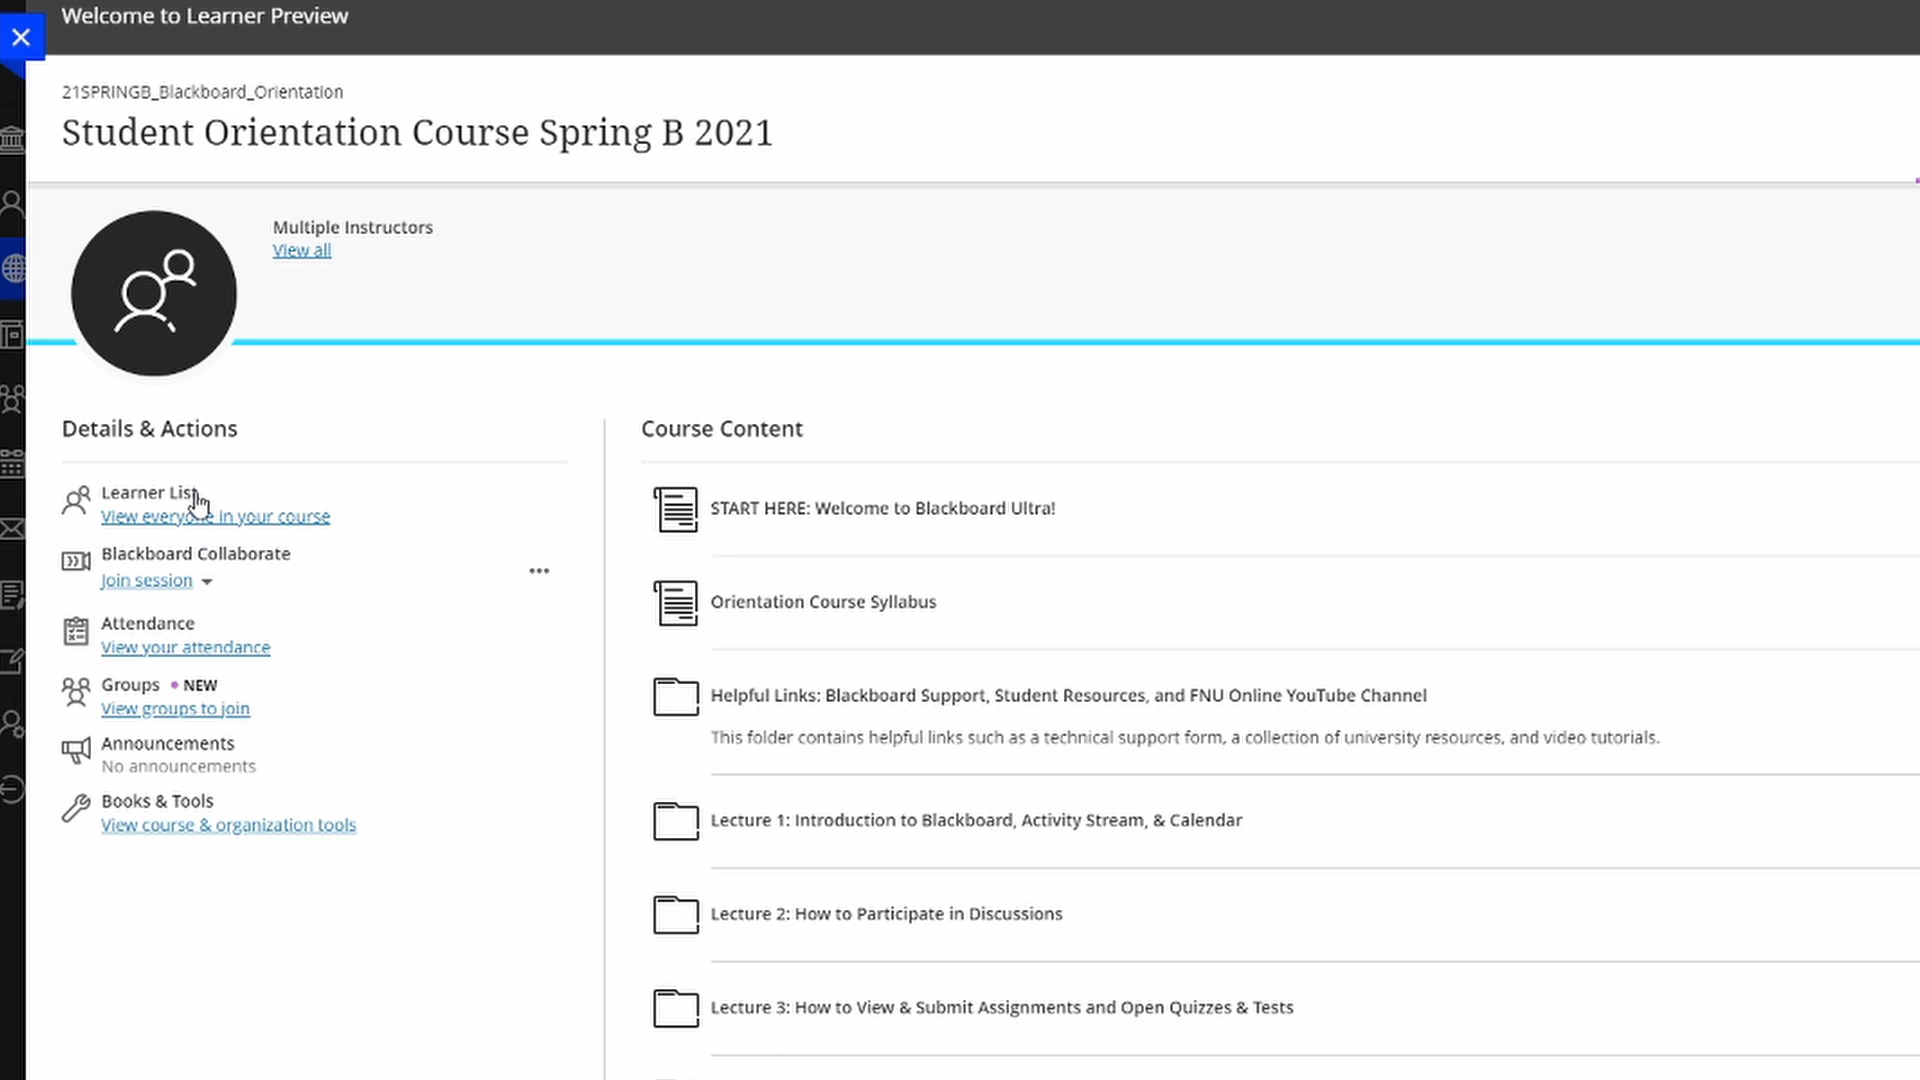 Welcome to Learner Preview
21SPRINGB_Blackboard_Orientation
Student Orientation Course Spring B 2021
Multiple Instructors
View all
Details & Actions
Learner List
View everyone in your course
Blackboard Collaborate
Join session
Attendance
View your attendance
Groups • NEW
View groups to join
Announcements
No announcements
Books & Tools
View course & organization tools
Course Content
START HERE: Welcome to Blackboard Ultra!
Orientation Course Syllabus
Helpful Links: Blackboard Support, Student Resources, and FNU Online YouTube Channel
This folder contains helpful links such as a technical support form, a collection of university resources, and video tutorials.
Lecture 1: Introduction to Blackboard, Activity Stream, & Calendar
Lecture 2: How to Participate in Discussions
Lecture 3: How to View & Submit Assignments and Open Quizzes & Tests